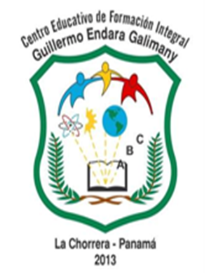 Centro Educativo de Formación Integral
Guillermo Endara Galimany
B C
A
La Chorrera - Panamá
2013